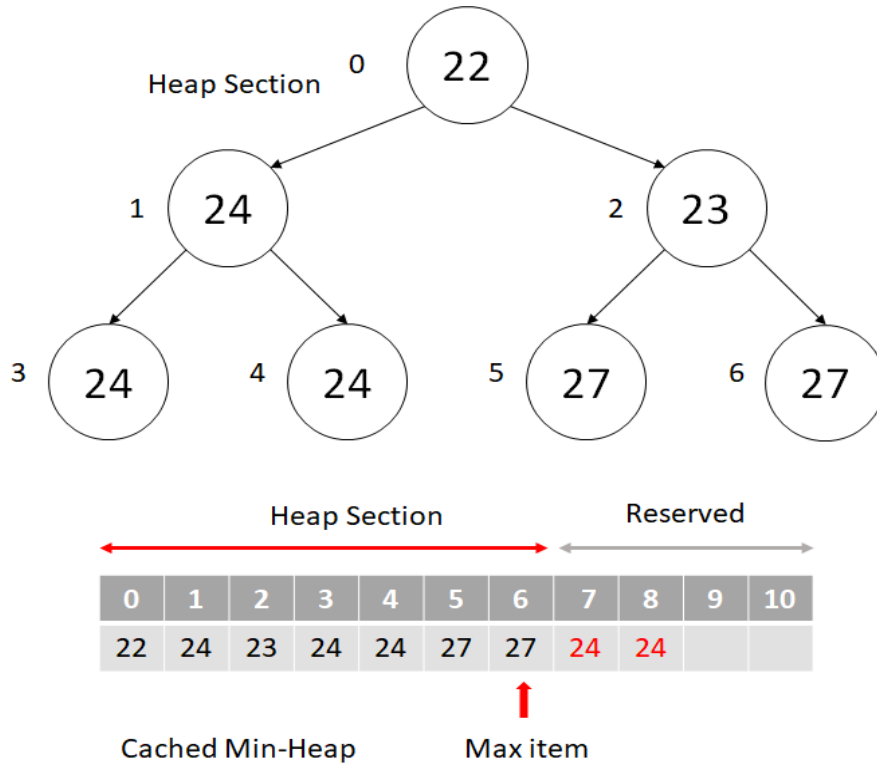 22
0
Heap Section
24
1
23
2
24
3
24
4
27
5
27
6
Heap Section Reserved
0 1 2 3 4 5 6 7 8 9 10
22 24 23 24 24 27 27 24 24
Cached Min-Heap Max item